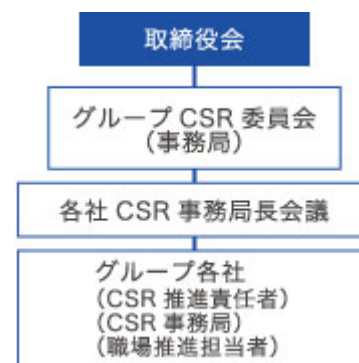 取締役会
グループ CSR 委員会
（事務局）
各社 CSR 事務局長会議
グループ各社
（CSR 推進責任者）
（CSR 事務局）
（職場推進担当者）